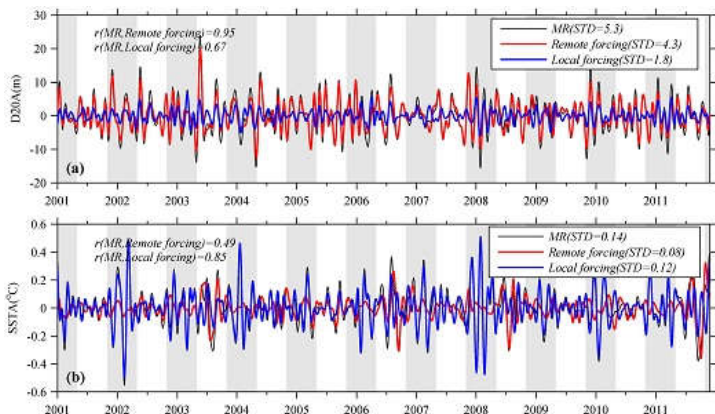 30
20
10
0
-10
-20
D20A(m)
r(MR,Remote forcing)=0.95
r(MR,Local forcing)=0.67
MR(STD=5.3)
Remote forcing(STD=4.3)
Local forcing(STD=1.8)
(a)
2001 2002 2003 2004 2005 2006 2007 2008 2009 2010 2011
0.6
0.4
0.2
0
-0.2
-0.4
-0.6
SSTA(°C)
r(MR,Remote forcing)=0.49
r(MR,Local forcing)=0.85
MR(STD=0.14)
Remote forcing(STD=0.08)
Local forcing(STD=0.12)
(b)
2001 2002 2003 2004 2005 2006 2007 2008 2009 2010 2011